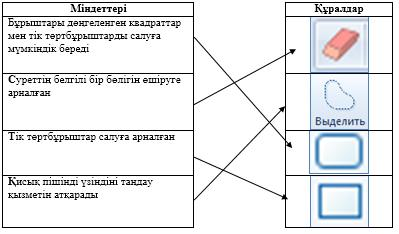 Міндеттері
Құралдар
Бұрыштары дөңгеленген квадраттар
мен тік төртбұрыштарды салуға
мүмкіндік береді
Суреттің белгілі бір бөлігін өшіруге
арналған
Выделить
Тік төртбұрыштар салуға арналған
Қисық пішінді үзіндіні таңдау
қызметін атқарады